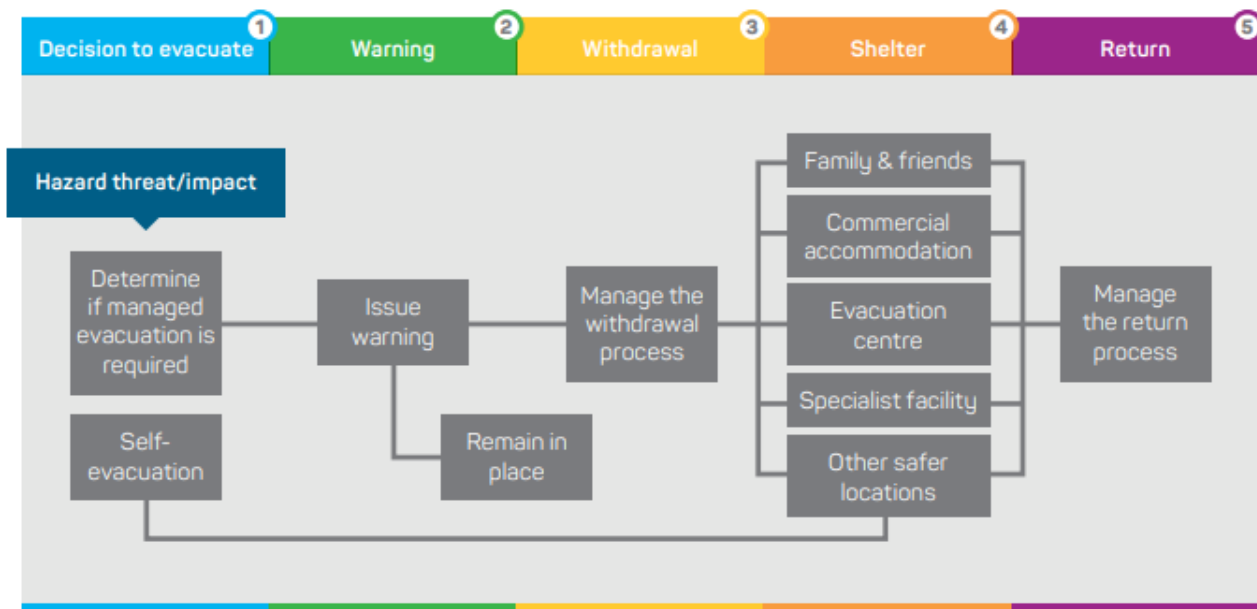 1
2
3
4
5
Decision to evacuate
Warning
Withdrawal
Shelter
Return
Hazard threat/impact
Determine
if managed
evacuation is
required
Self-
evacuation
Issue
warning
Remain in
place
Manage the
withdrawal
process
Family & friends
Commercial
accommodation
Evacuation
centre
Specialist facility
Other safer
locations
Manage
the return
process